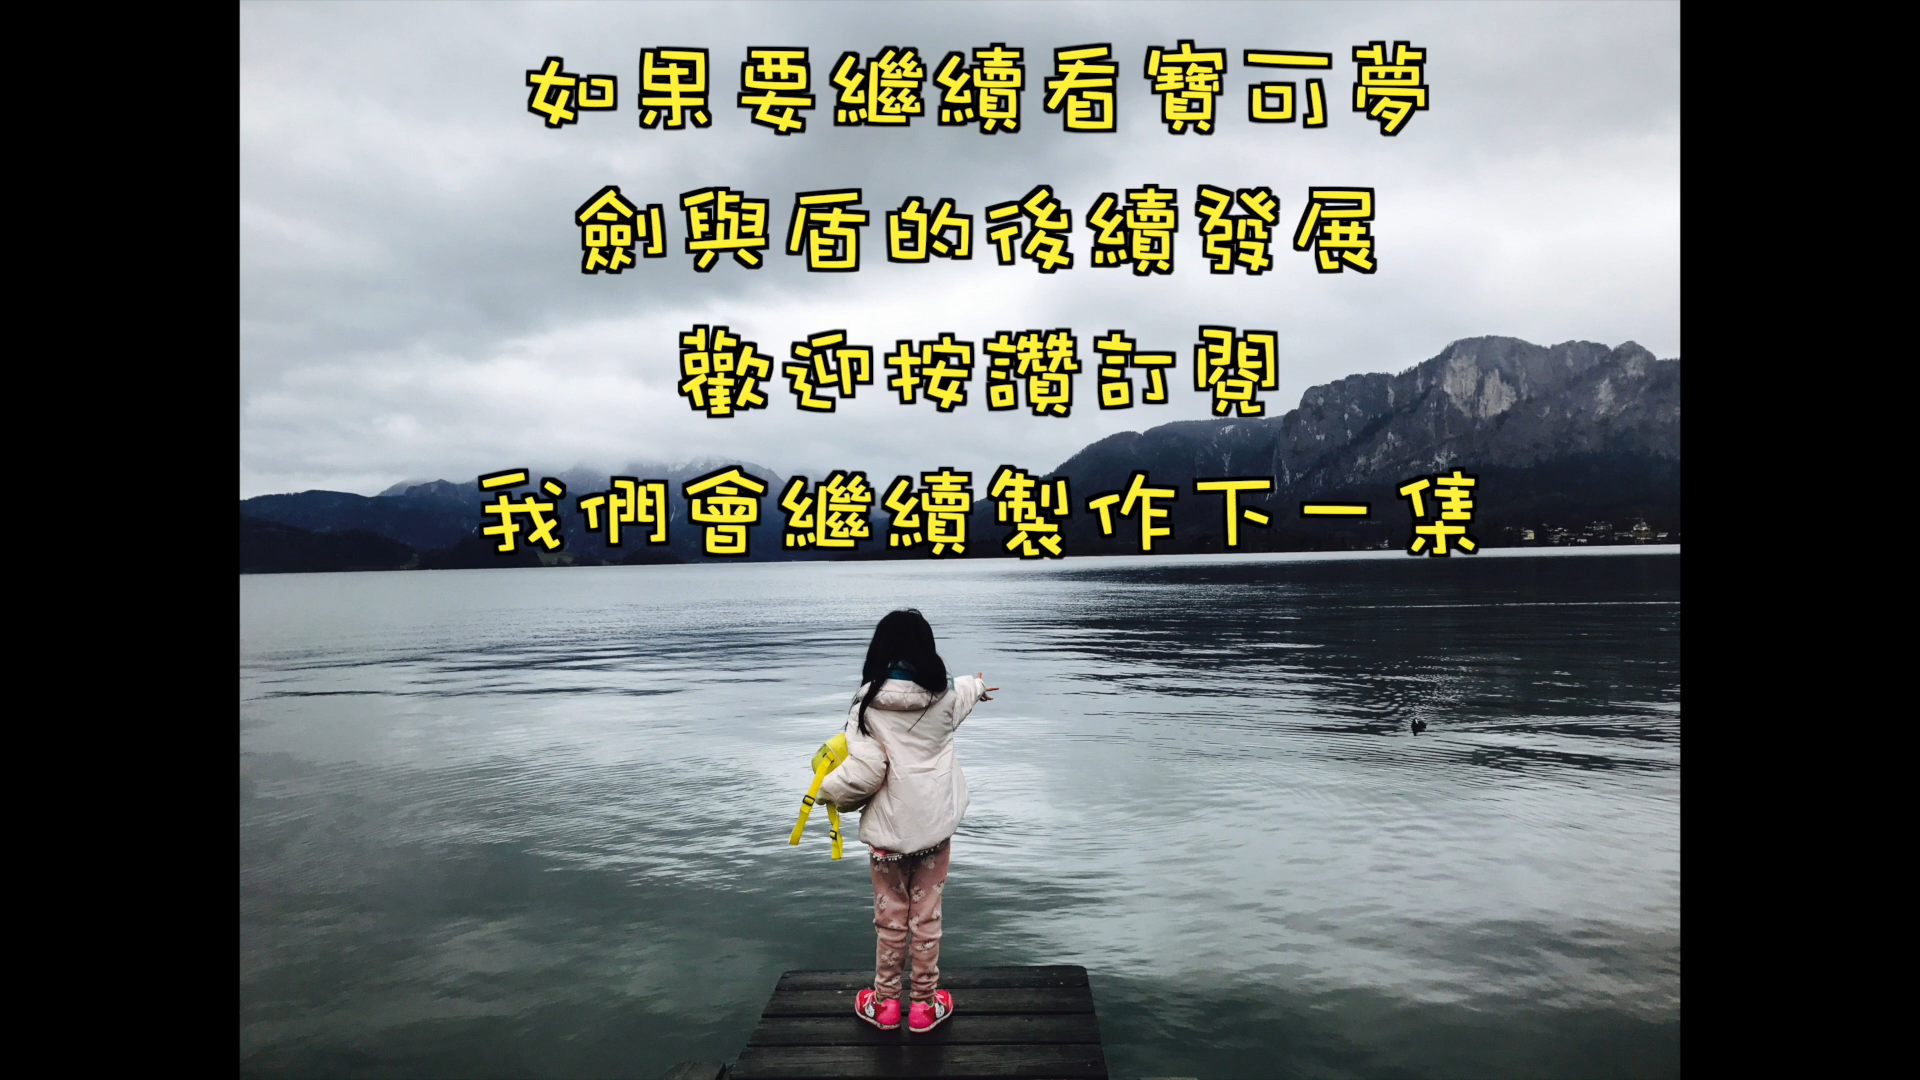 如果要繼續看寶可夢
劍與盾的後續發展
歡迎按讚訂閱
我們會繼續製作下一集